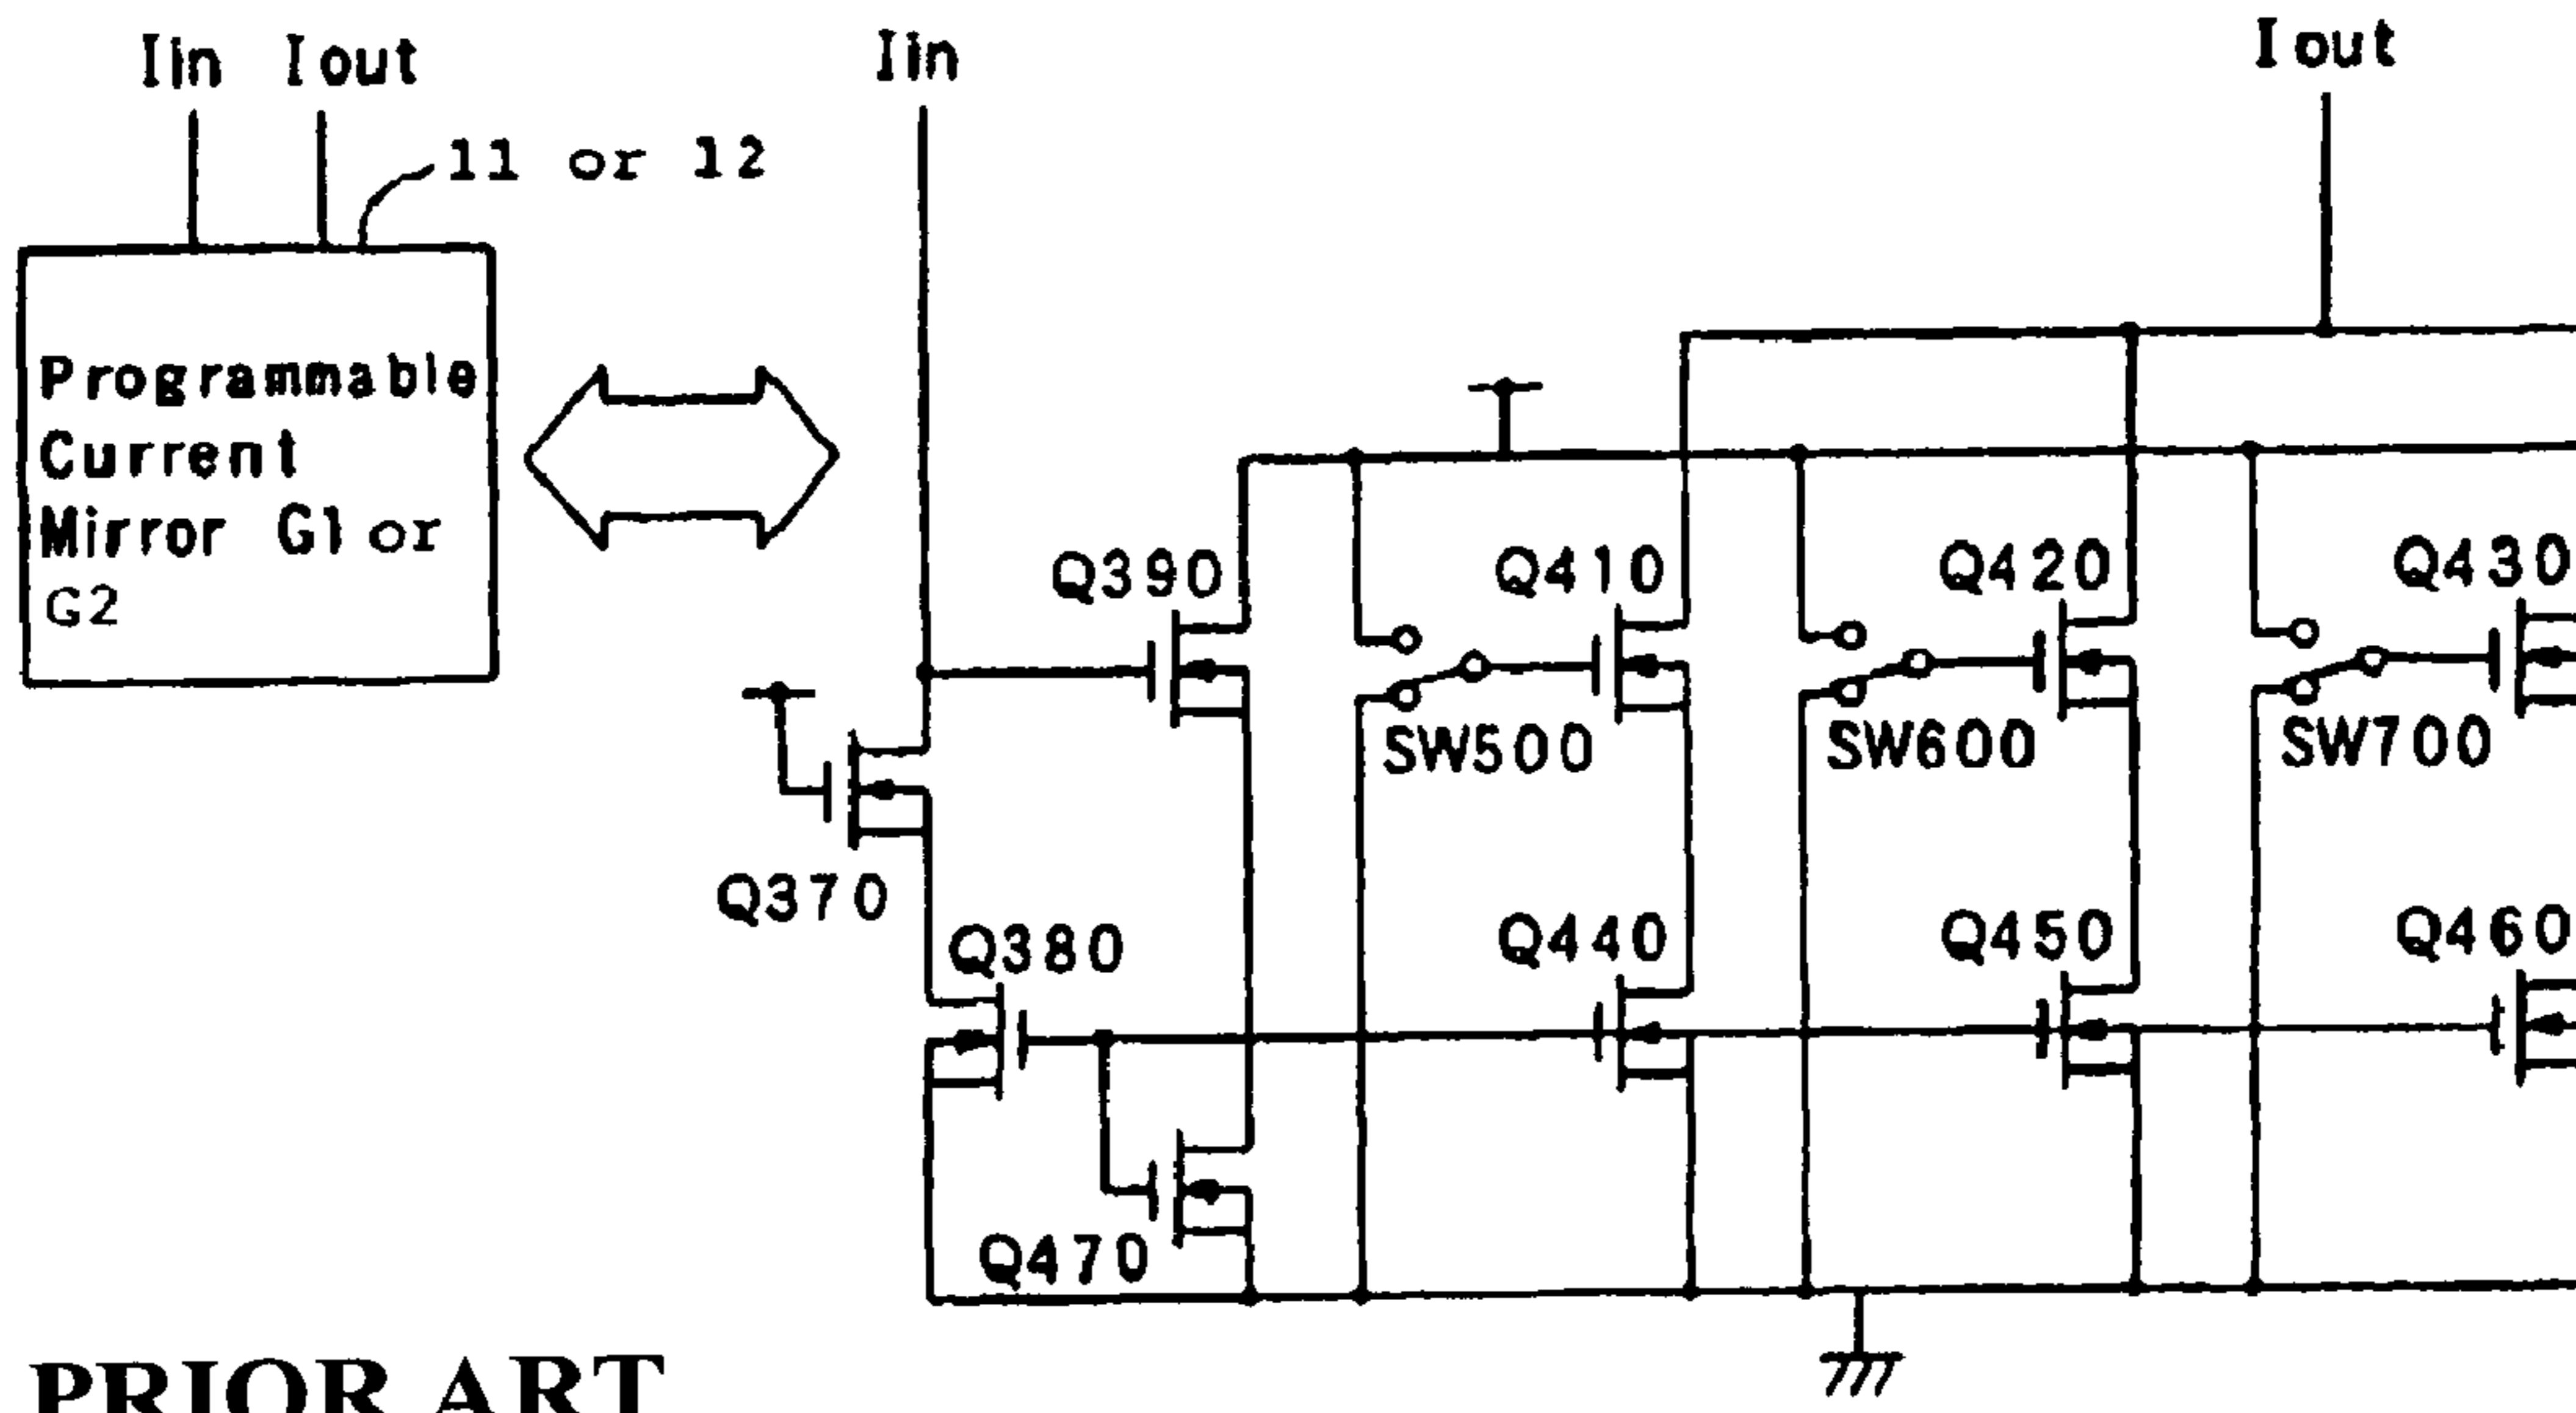 Iin Iout
11 or 12
Programmable
Current
Mirror G1 or
G2
Iin
Iout
Q390
Q410
Q420
Q430
SW500
SW600
SW700
Q370
Q380
Q440
Q450
Q460
Q470
PRIOR ART